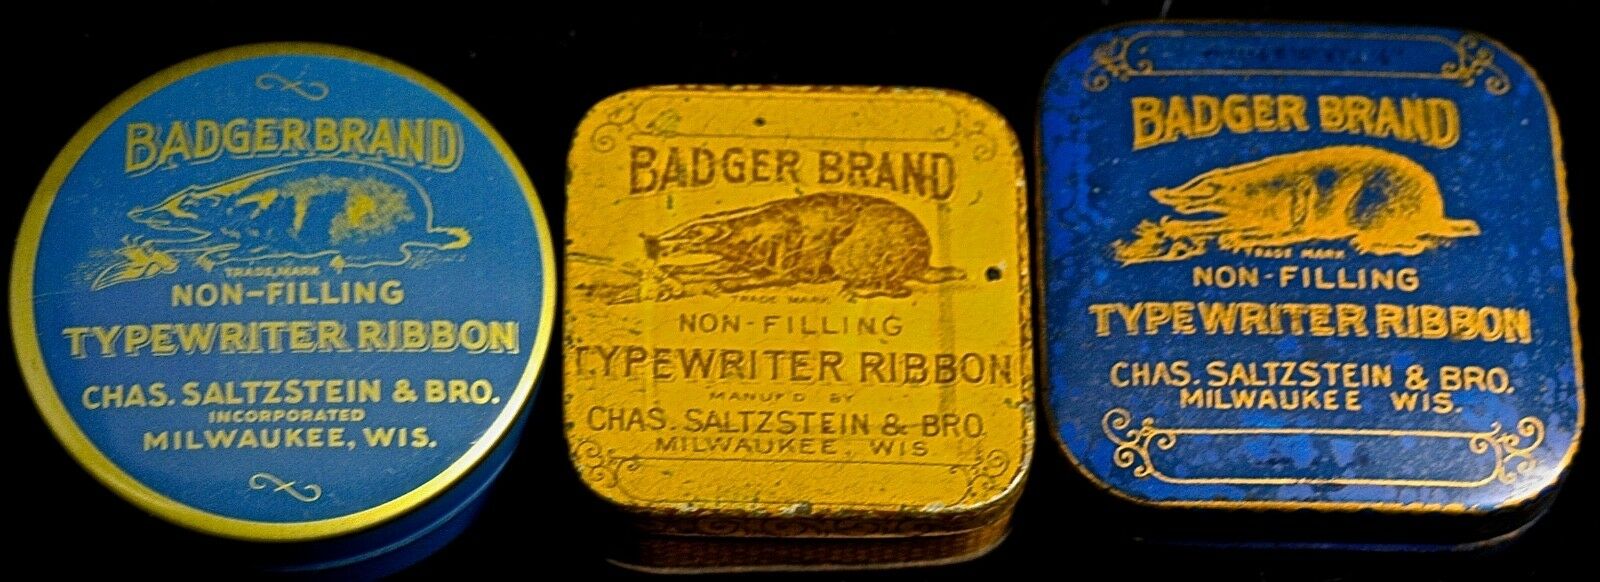 BADGER BRAND
TRADE MARK
NON-FILLING
TYPEWRITER RIBBON
CHAS. SALTZSTEIN & BRO.
INCORPORATED
MILWAUKEE, WIS.
BADGER BRAND
TRADE MARK
NON-FILLING
TYPEWRITER RIBBON
MANUF'D BY
CHAS. SALTZSTEIN & BRO.
MILWAUKEE, WIS
BADGER BRAND
TRADE MARK
NON-FILLING
TYPEWRITER RIBBON
CHAS. SALTZSTEIN & BRO.
MILWAUKEE WIS.